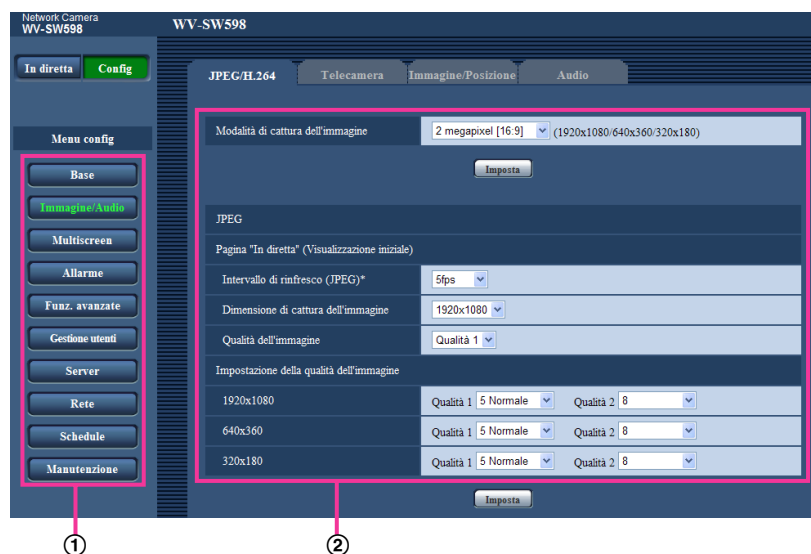 Network Camera
WV-SW598
WV-SW598
In diretta Config
JPEG/H.264 Telecamera Immagine/Posizione Audio
Menu config
Base
Immagine/Audio
Multiscreen
Allarme
Funz. avanzate
Gestione utenti
Server
Rete
Schedule
Manutenzione
Modalità di cattura dell'immagine 2 megapixel [16:9] (1920x1080/640x360/320x180)
Imposta
JPEG
Pagina "In diretta" (Visualizzazione iniziale)
Intervallo di rinfresco (JPEG)* 5fps
Dimensione di cattura dell'immagine 1920x1080
Qualità dell'immagine Qualità 1
Impostazione della qualità dell'immagine
1920x1080 Qualità 1 5 Normale Qualità 2 8
640x360 Qualità 1 5 Normale Qualità 2 8
320x180 Qualità 1 5 Normale Qualità 2 8
Imposta
① ②